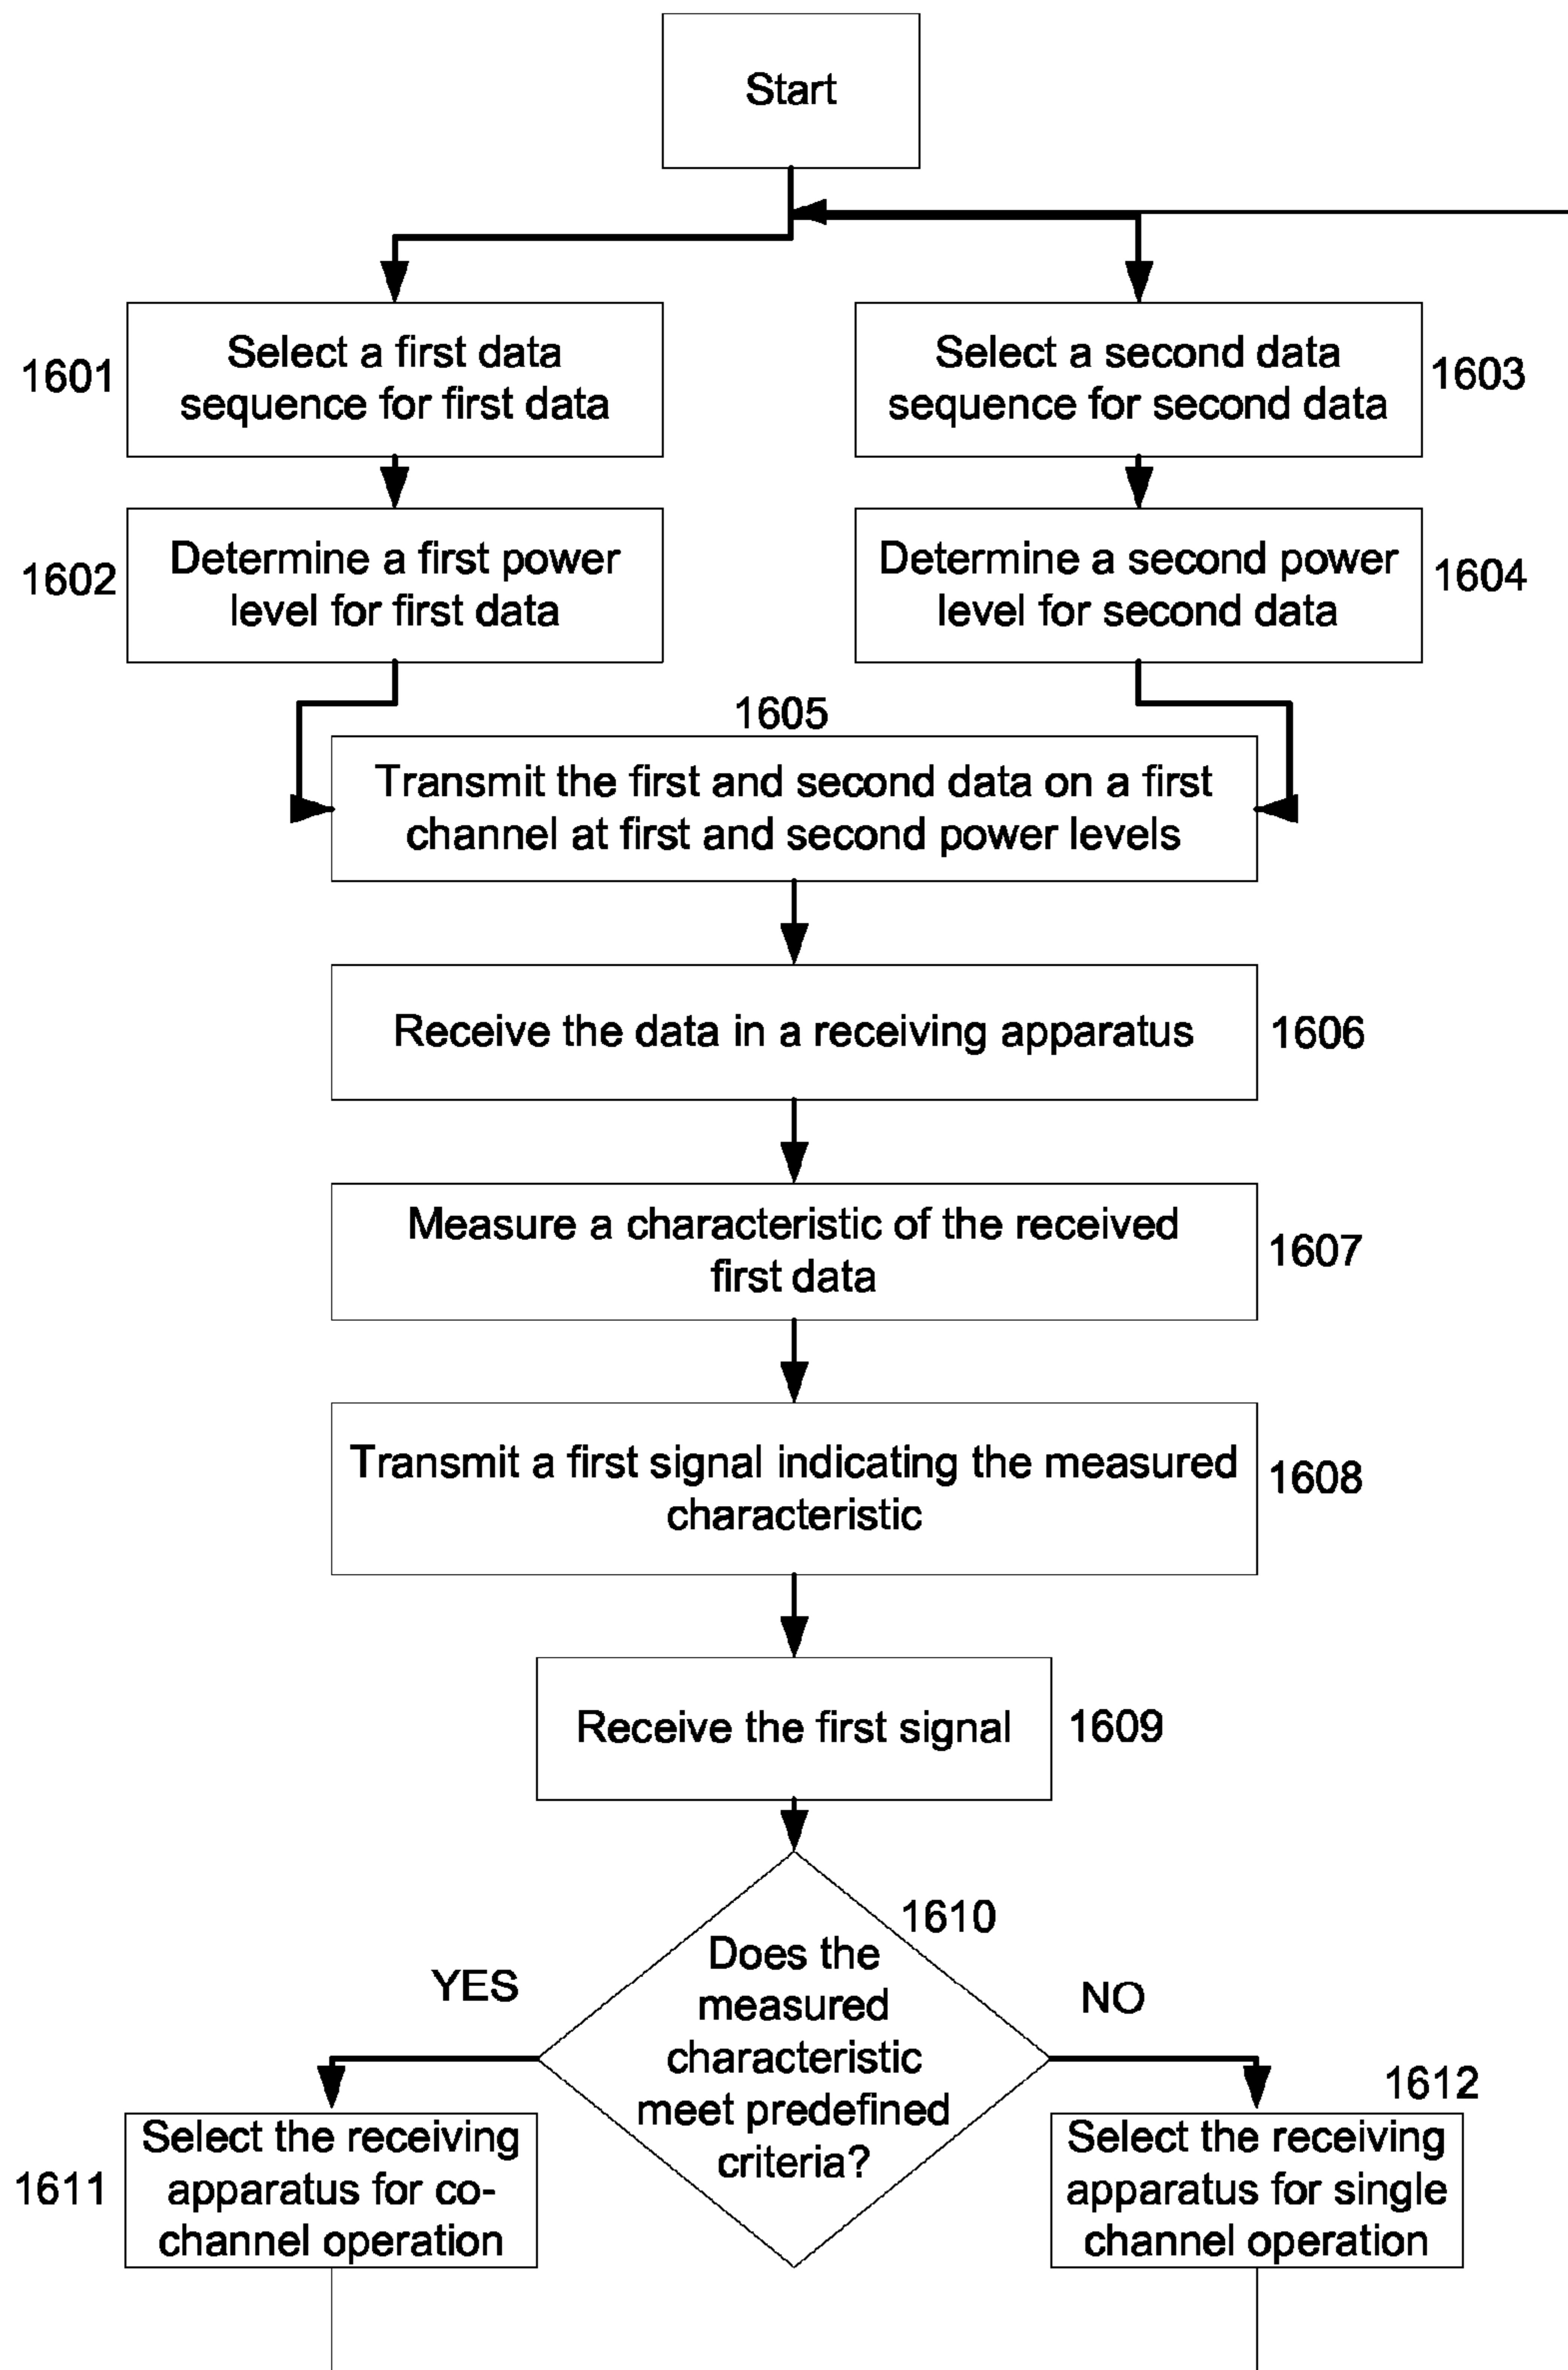 Start
1601
Select a first data
sequence for first data
Select a second data
sequence for second data
1603
1602
Determine a first power
level for first data
Determine a second power
level for second data
1604
1605
Transmit the first and second data on a first
channel at first and second power levels
Receive the data in a receiving apparatus
1606
Measure a characteristic of the received
first data
1607
Transmit a first signal indicating the measured
characteristic
1608
Receive the first signal
1609
1610
Does the
measured
characteristic
meet predefined
criteria?
YES
NO
1611
Select the receiving
apparatus for co-
channel operation
1612
Select the receiving
apparatus for single
channel operation